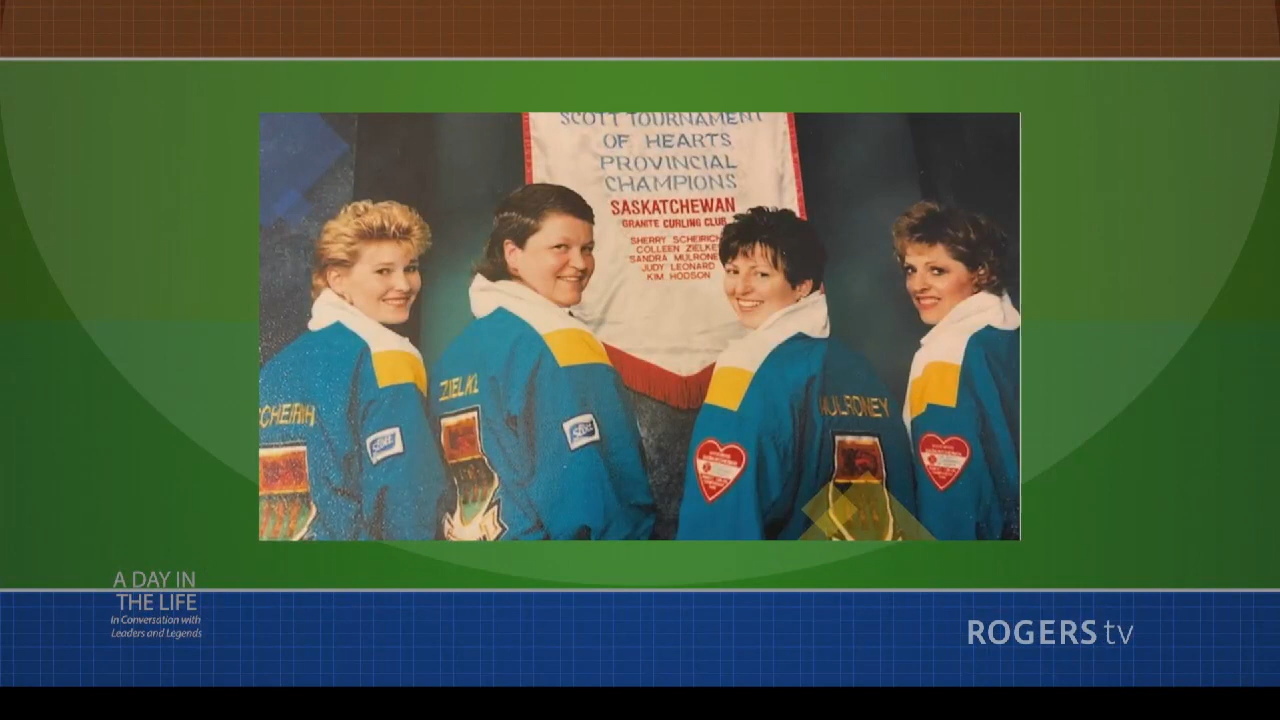 SCOTT TOURNAMENT
OF HEARTS
PROVINCIAL
CHAMPIONS
SASKATCHEWAN
GRANITE CURLING CLUB
SHERRY SCHEIRICH
COLLEEN ZIELKE
SANDRA MULRONEY
JUDY LEONARD
KIM HODSON
SCHEIRIH
ZIELKE
MULRONEY
A DAY IN
THE LIFE
In Conversation with
Leaders and Legends
ROGERS tv